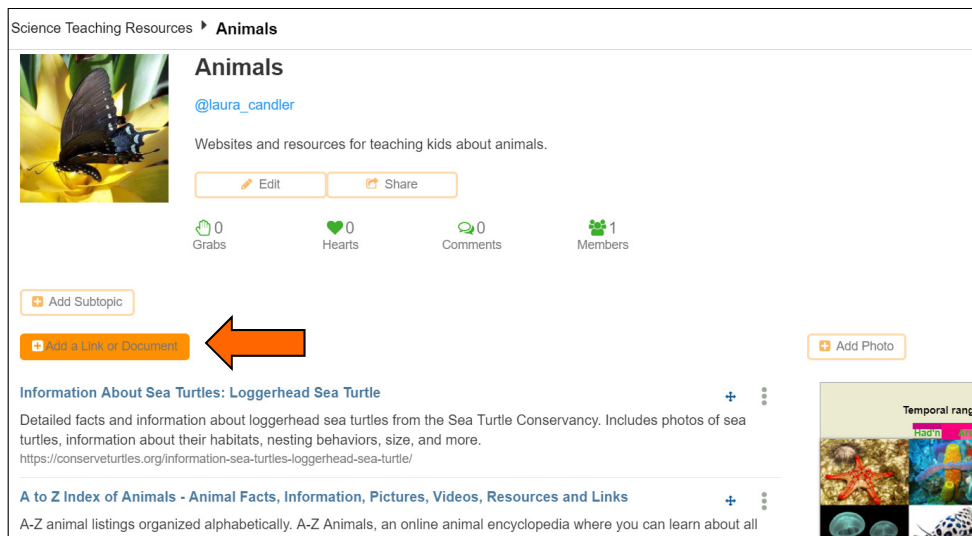 Science Teaching Resources Animals
Animals
@laura_candler
Websites and resources for teaching kids about animals.
Edit Share
0 0 0 1
Grabs Hearts Comments Members
Add Subtopic
Add a Link or Document
Add Photo
Information About Sea Turtles: Loggerhead Sea Turtle
Detailed facts and information about loggerhead sea turtles from the Sea Turtle Conservancy. Includes photos of sea
turtles, information about their habitats, nesting behaviors, size, and more.
https://conserveturtles.org/information-sea-turtles-loggerhead-sea-turtle/
A to Z Index of Animals - Animal Facts, Information, Pictures, Videos, Resources and Links
A-Z animal listings organized alphabetically. A-Z Animals, an online animal encyclopedia where you can learn about all
Temporal rang
Had'n